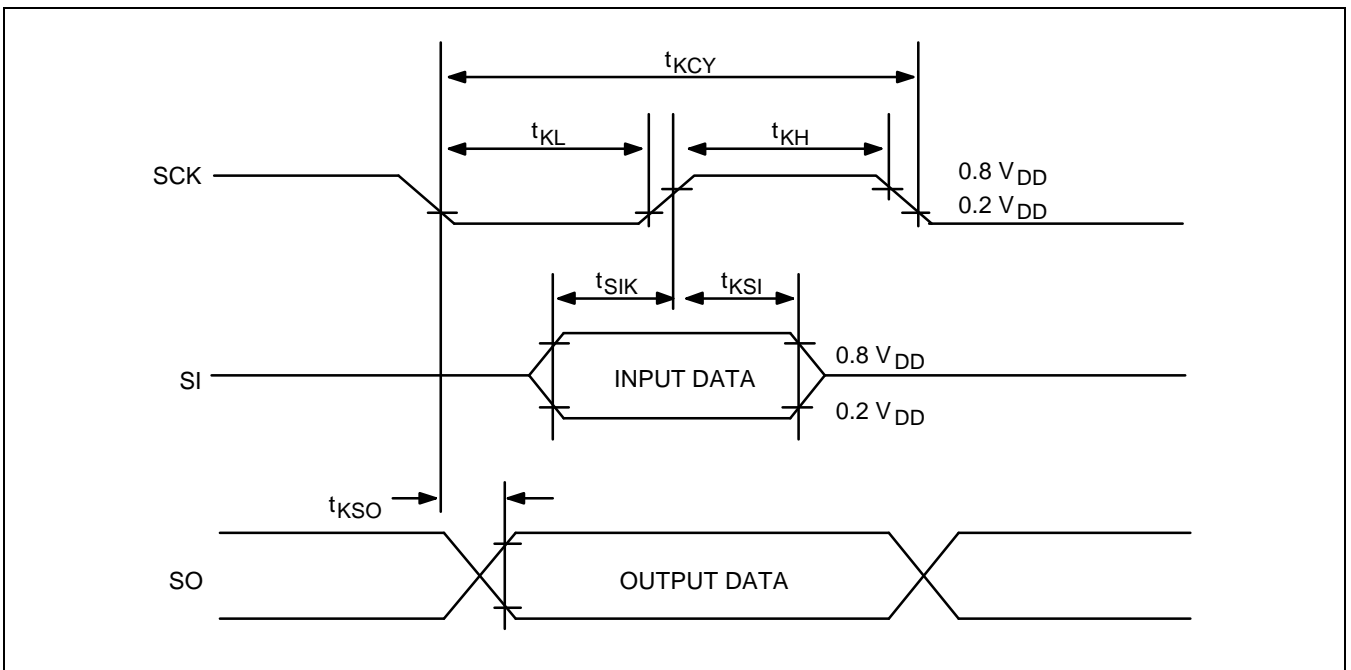 tKCY
tKL
tKH
SCK
0.8 VDD
0.2 VDD
tSIK
tKSI
SI
INPUT DATA
0.8 VDD
0.2 VDD
tKSO
SO
OUTPUT DATA